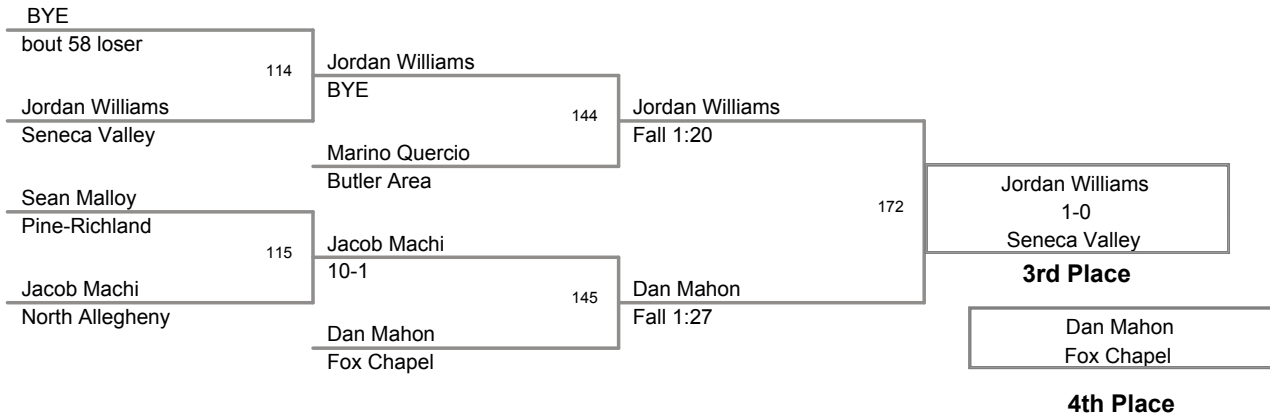 BYE
bout 58 loser
114
Jordan Williams
BYE
Jordan Williams
Seneca Valley
144
Jordan Williams
Fall 1:20
Marino Quercio
Butler Area
Sean Malloy
Pine-Richland
172
Jordan Williams
1-0
Seneca Valley
3rd Place
115
Jacob Machi
10-1
Jacob Machi
North Allegheny
145
Dan Mahon
Fall 1:27
Dan Mahon
Fox Chapel
Dan Mahon
Fox Chapel
4th Place